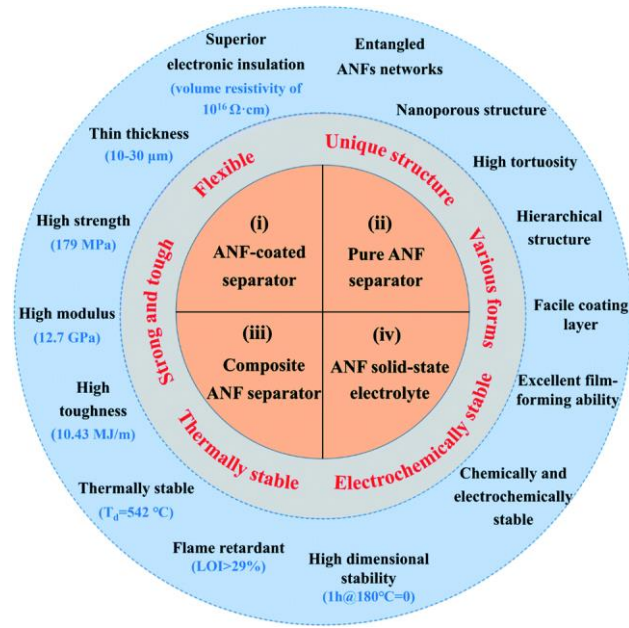 Superior
electronic insulation
(volume resistivity of
10¹⁶ Ω·cm)
Entangled
ANFs networks
Nanoporous structure
High tortuosity
Hierarchical
structure
Facile coating
layer
Excellent film-
forming ability
Chemically and
electrochemically
stable
High dimensional
stability
(1h@180℃=0)
Flame retardant
(LOI>29%)
Thermally stable
(T_d=542 ℃)
High
toughness
(10.43 MJ/m)
High modulus
(12.7 GPa)
High strength
(179 MPa)
Thin thickness
(10-30 μm)
Flexible
Unique structure
Various forms
Electrochemically stable
Thermally stable
Strong and tough
(i)
ANF-coated
separator
(ii)
Pure ANF
separator
(iii)
Composite
ANF separator
(iv)
ANF solid-state
electrolyte